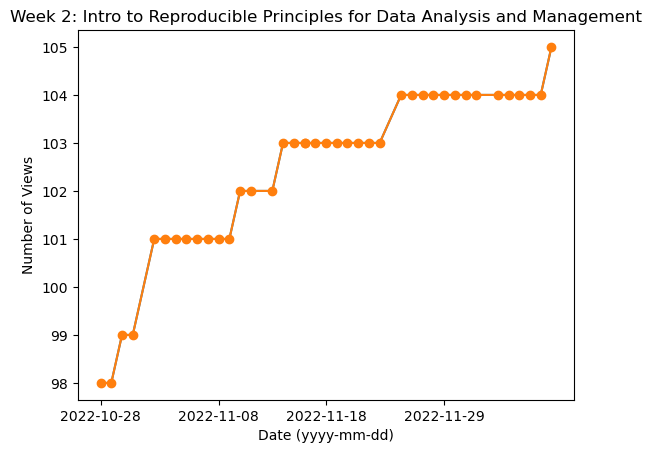 Week 2: Intro to Reproducible Principles for Data Analysis and Management
105
104
103
102
101
100
99
98
Number of Views
2022-10-28 2022-11-08 2022-11-18 2022-11-29
Date (yyyy-mm-dd)